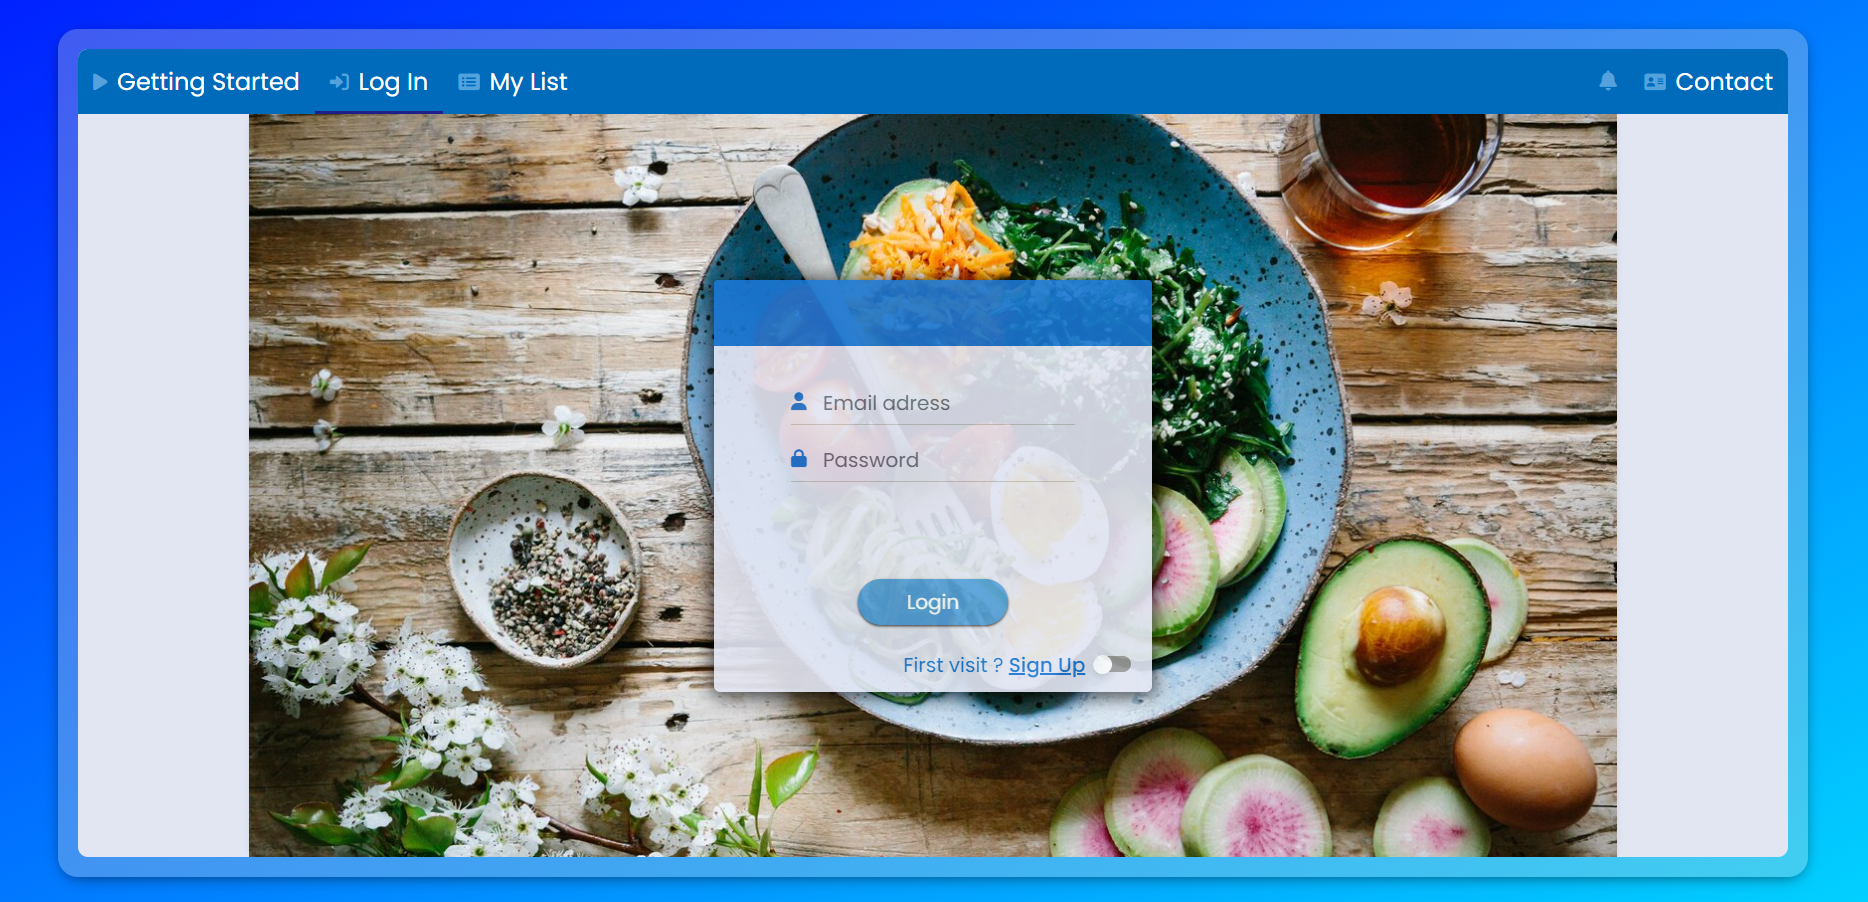 Getting Started Log In My List Contact
Email adress
Password
Login
First visit ? Sign Up